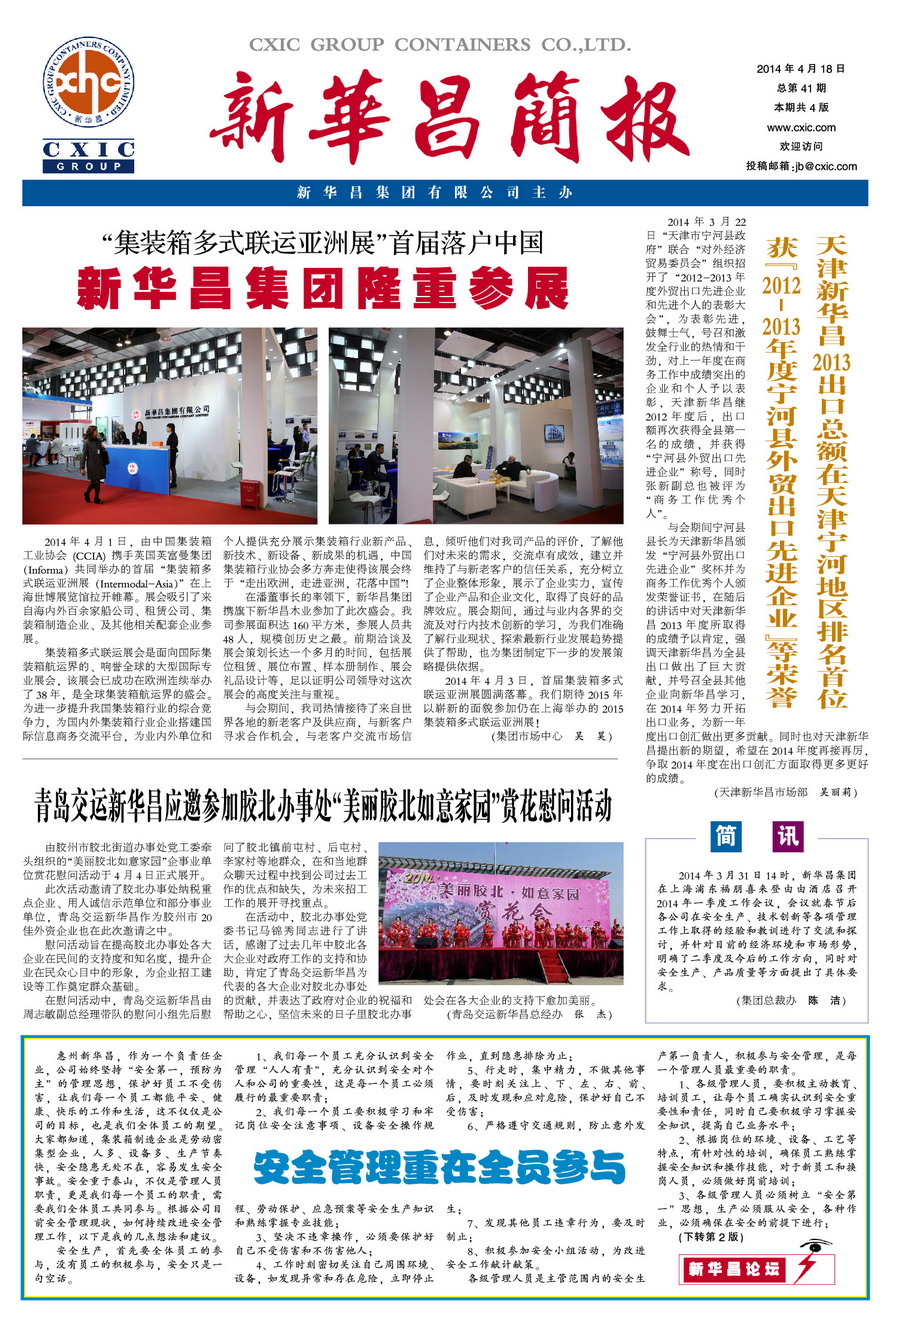 CXIC GROUP CONTAINERS CO.,LTD.
CXIC GROUP CONTAINERS COMPANY LIMITED
xhc
新华昌
CXIC
GROUP
新華昌簡报
2014 年 4 月 18 日
总第 41 期
本期共 4 版
www.cxic.com
欢迎访问
投稿邮箱:jb@cxic.com
新华昌集团有限公司主办
“集装箱多式联运亚洲展”首届落户中国
新华昌集团隆重参展
新华昌集团有限公司
2014 年 4 月 1 日，由中国集装箱
工业协会 (CCIA) 携手英国英富曼集团
(Informa) 共同举办的首届 “集装箱多
式联运亚洲展 (Intermodal-Asia)” 在上
海世博展览馆拉开帷幕。展会吸引了来
自海内外百余家船公司、租赁公司、集
装箱制造企业、及其他相关配套企业参
展。
集装箱多式联运展会是面向国际集
装箱航运界的、响誉全球的大型国际专
业展会，该展会已成功在欧洲连续举办
了 38 年，是全球集装箱航运界的盛会。
为进一步提升我国集装箱行业的综合竞
争力，为国内外集装箱行业企业搭建国
际信息商务交流平台，为业内外单位和
个人提供充分展示集装箱行业新产品、
新技术、新设备、新成果的机遇，中国
集装箱行业协会多方奔走使得该展会终
于 “走出欧洲，走进亚洲，花落中国”！
在潘董事长的率领下，新华昌集团
携旗下新华昌木业参加了此次盛会。我
司参展面积达 160 平方米，参展人员共
48 人，规模创历史之最。前期洽谈及
展会策划长达一个多月的时间，包括展
位租赁、展位布置、样本册制作、展会
礼品设计等，足以证明公司领导对这次
展会的高度关注与重视。
与会期间，我司热情接待了来自世
界各地的新老客户及供应商，与新客户
寻求合作机会，与老客户交流市场信
息，倾听他们对我司产品的评价，了解他
们对未来的需求，交流卓有成效，建立并
维持了与新老客户的信任关系，充分树立
了企业整体形象，展示了企业实力，宣传
了企业产品和企业文化，取得了良好的品
牌效应。展会期间，通过与业内各界的交
流及对行内技术创新的学习，为我们准确
了解行业现状、探索最新行业发展趋势提
供了帮助，也为集团制定下一步的发展策
略提供依据。
2014 年 4 月 3 日，首届集装箱多式
联运亚洲展圆满落幕。我们期待 2015 年
以崭新的面貌参加仍在上海举办的 2015
集装箱多式联运亚洲展！
(集团市场中心 吴 昊)
天津新华昌 2013 出口总额在天津宁河地区排名首位
获『2012-2013 年度宁河县外贸出口先进企业』等荣誉
2014 年 3 月 22
日 “天津市宁河县政
府” 联合 “对外经济
贸易委员会” 组织召
开了 “2012-2013 年
度外贸出口先进企业
和先进个人的表彰大
会”，为表彰先进，
鼓舞士气，号召和激
发全行业的热情和干
劲，对上一年度在商
务工作中成绩突出的
企业和个人予以表
彰，天津新华昌继
2012 年度后，出口
额再次获得全县第一
名的成绩，并获得
“宁河县外贸出口先
进企业” 称号，同时
张新副总也被评为
“商务工作优秀个
人”。
与会期间宁河县
县长为天津新华昌颁
发 “宁河县外贸出口
先进企业” 奖杯并为
商务工作优秀个人颁
发荣誉证书，在随后
的讲话中对天津新华
昌 2013 年度所取得
的成绩予以肯定，强
调天津新华昌为全县
出口做出了巨大贡
献，并号召全县其他
企业向新华昌学习，
在 2014 年努力开拓
出口业务，为新一年
度出口创汇做出更多贡献。同时也对天津新华
昌提出新的期望，希望在 2014 年度再接再厉，
争取 2014 年度在出口创汇方面取得更多更好
的成绩。
(天津新华昌市场部 吴丽莉)
青岛交运新华昌应邀参加胶北办事处“美丽胶北如意家园”赏花慰问活动
由胶州市胶北街道办事处党工委牵
头组织的“美丽胶北如意家园”企事业单
位赏花慰问活动于 4 月 4 日正式展开。
此次活动邀请了胶北办事处纳税重
点企业、用人诚信示范单位和部分事业
单位，青岛交运新华昌作为胶州市 20
佳外资企业也在此次邀请之中。
慰问活动旨在提高胶北办事处各大
企业在民间的支持度和知名度，提升企
业在民众心目中的形象，为企业招工建
设等工作奠定群众基础。
在慰问活动中，青岛交运新华昌由
周志敏副总经理带队的慰问小组先后慰
问了胶北镇前屯村、后屯村、
李家村等地群众，在和当地群
众聊天过程中找到公司过去工
作的优点和缺失，为未来招工
工作的展开寻找重点。
在活动中，胶北办事处党
委书记马锦秀同志进行了讲
话，感谢了过去几年中胶北各
大企业对政府工作的支持和协
助，肯定了青岛交运新华昌为
代表的各大企业对胶北办事处
的贡献，并表达了政府对企业的祝福和
帮助之心，坚信未来的日子里胶北办事
处会在各大企业的支持下愈加美丽。
(青岛交运新华昌总经办 张 杰)
2014
美丽胶北·如意家园
赏花会
简 讯
2014 年 3 月 31 日 14 时，新华昌集团
在上海浦东福朋喜来登由由酒店召开
2014 年一季度工作会议，会议就春节后
各公司在安全生产、技术创新等各项管理
工作上取得的经验和教训进行了交流和探
讨，并针对目前的经济环境和市场形势，
明确了二季度及今后的工作方向，同时对
安全生产、产品质量等方面提出了具体要
求。
(集团总裁办 陈 洁)
惠州新华昌，作为一个负责任企
业，公司始终坚持 “安全第一，预防为
主” 的管理思想，保护好员工不受伤
害，让我们每一个员工都能平安、健
康、快乐的工作和生活，这不仅仅是公
司的目标，也是我们全体员工的期望。
大家都知道，集装箱制造企业是劳动密
集型企业，人多、设备多、生产节奏
快，安全隐患无处不在，容易发生安全
事故。安全重于泰山，不仅是管理人员
职责，更是我们每一个员工的职责，需
要我们全体员工共同参与。根据公司目
前安全管理现状，如何持续改进安全管
理工作，以下是我的几点想法和建议。
安全生产，首先要全体员工的参
与，没有员工的积极参与，安全只是一
句空话。
安全管理重在全员参与
1、我们每一个员工充分认识到安全
管理 “人人有责”，充分认识到安全对个
人和公司的重要性，这是每一个员工必须
履行的最重要职责；
2、我们每一个员工要积极学习和牢
记岗位安全注意事项、设备安全操作规
程、劳动保护、应急预案等安全生产知识
和熟练掌握专业技能；
3、坚决不违章操作，必须要保护好
自己不受伤害和不伤害他人；
4、工作时刻密切关注自己周围环境、
设备，如发现异常和存在危险，立即停止
作业，直到隐患排除为止；
5、行走时，集中精力，不做其他事
情，要时刻关注上、下、左、右、前、
后，及时发现和应对危险，保护好自己不
受伤害；
6、严格遵守交通规则，防止意外发
生；
7、发现其他员工违章行为，要及时
制止；
8、积极参加安全小组活动，为改进
安全工作献计献策。
各级管理人员是主管范围内的安全生
产第一负责人，积极参与安全管理，是每
一个管理人员最重要的职责。
1、各级管理人员，要积极主动教育、
培训员工，让每个员工确实认识到安全重
要性和责任，同时自己要积极学习掌握安
全知识，提高自己业务水平；
2、根据岗位的环境、设备、工艺等
特点，有针对性的培训，确保员工熟练掌
握安全知识和操作技能，对于新员工和换
岗人员，必须做好岗前培训；
3、各级管理人员必须树立 “安全第
一” 思想，生产必须服从安全，各种作
业，必须确保在安全的前提下进行；
(下转第 2 版)
新华昌论坛